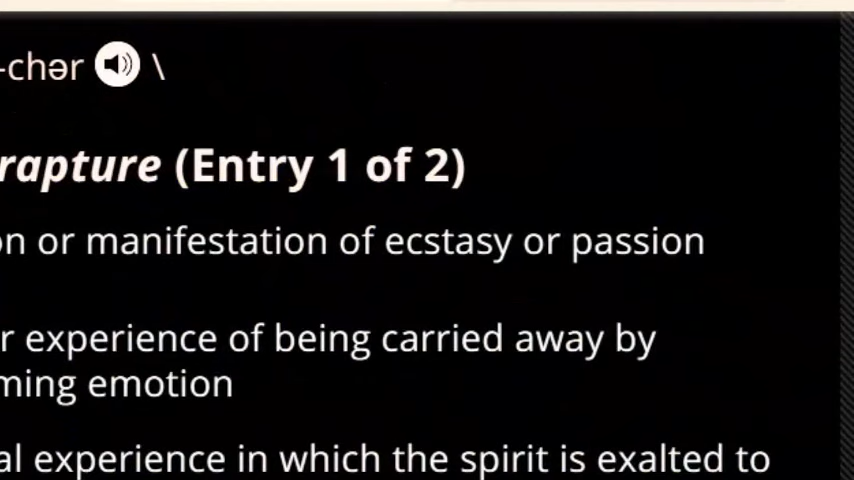 -chər \
rapture (Entry 1 of 2)
on or manifestation of ecstasy or passion
r experience of being carried away by
ming emotion
al experience in which the spirit is exalted to